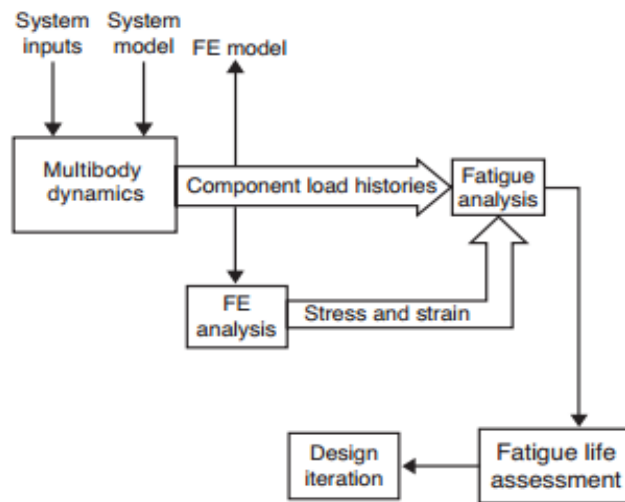 System
inputs
System
model
FE model
Multibody
dynamics
Component load histories
Fatigue
analysis
FE
analysis
Stress and strain
Design
iteration
Fatigue life
assessment